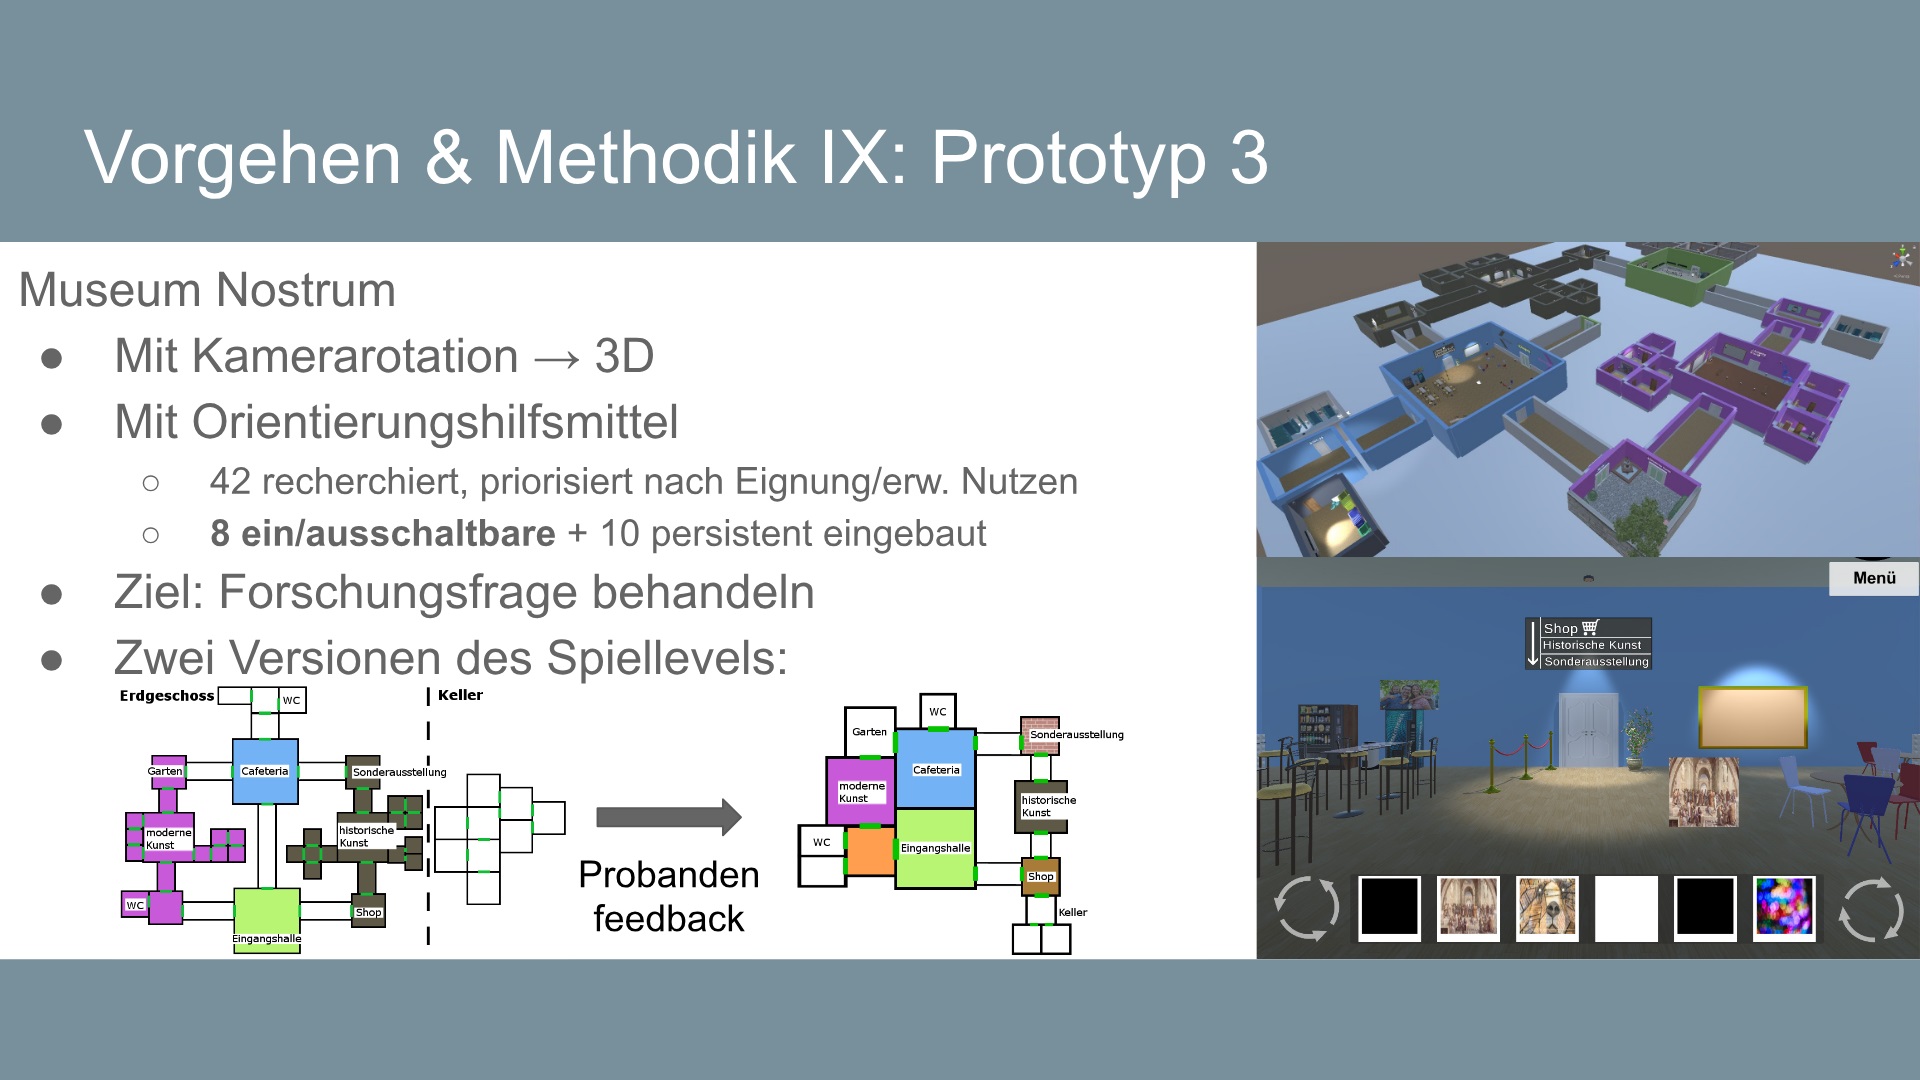 Vorgehen & Methodik IX: Prototyp 3
Museum Nostrum
● Mit Kamerarotation → 3D
● Mit Orientierungshilfsmittel
○ 42 recherchiert, priorisiert nach Eignung/erw. Nutzen
○ 8 ein/ausschaltbare + 10 persistent eingebaut
● Ziel: Forschungsfrage behandeln
● Zwei Versionen des Spiellevels:
Erdgeschoss
WC
Garten
Cafeteria
Sonderausstellung
moderne
Kunst
historische
Kunst
WC
Shop
Eingangshalle
Keller
Probanden
feedback
WC
Garten
Cafeteria
Sonderausstellung
moderne
Kunst
historische
Kunst
WC
Eingangshalle
Shop
Keller
Menü
Shop
Historische Kunst
Sonderausstellung